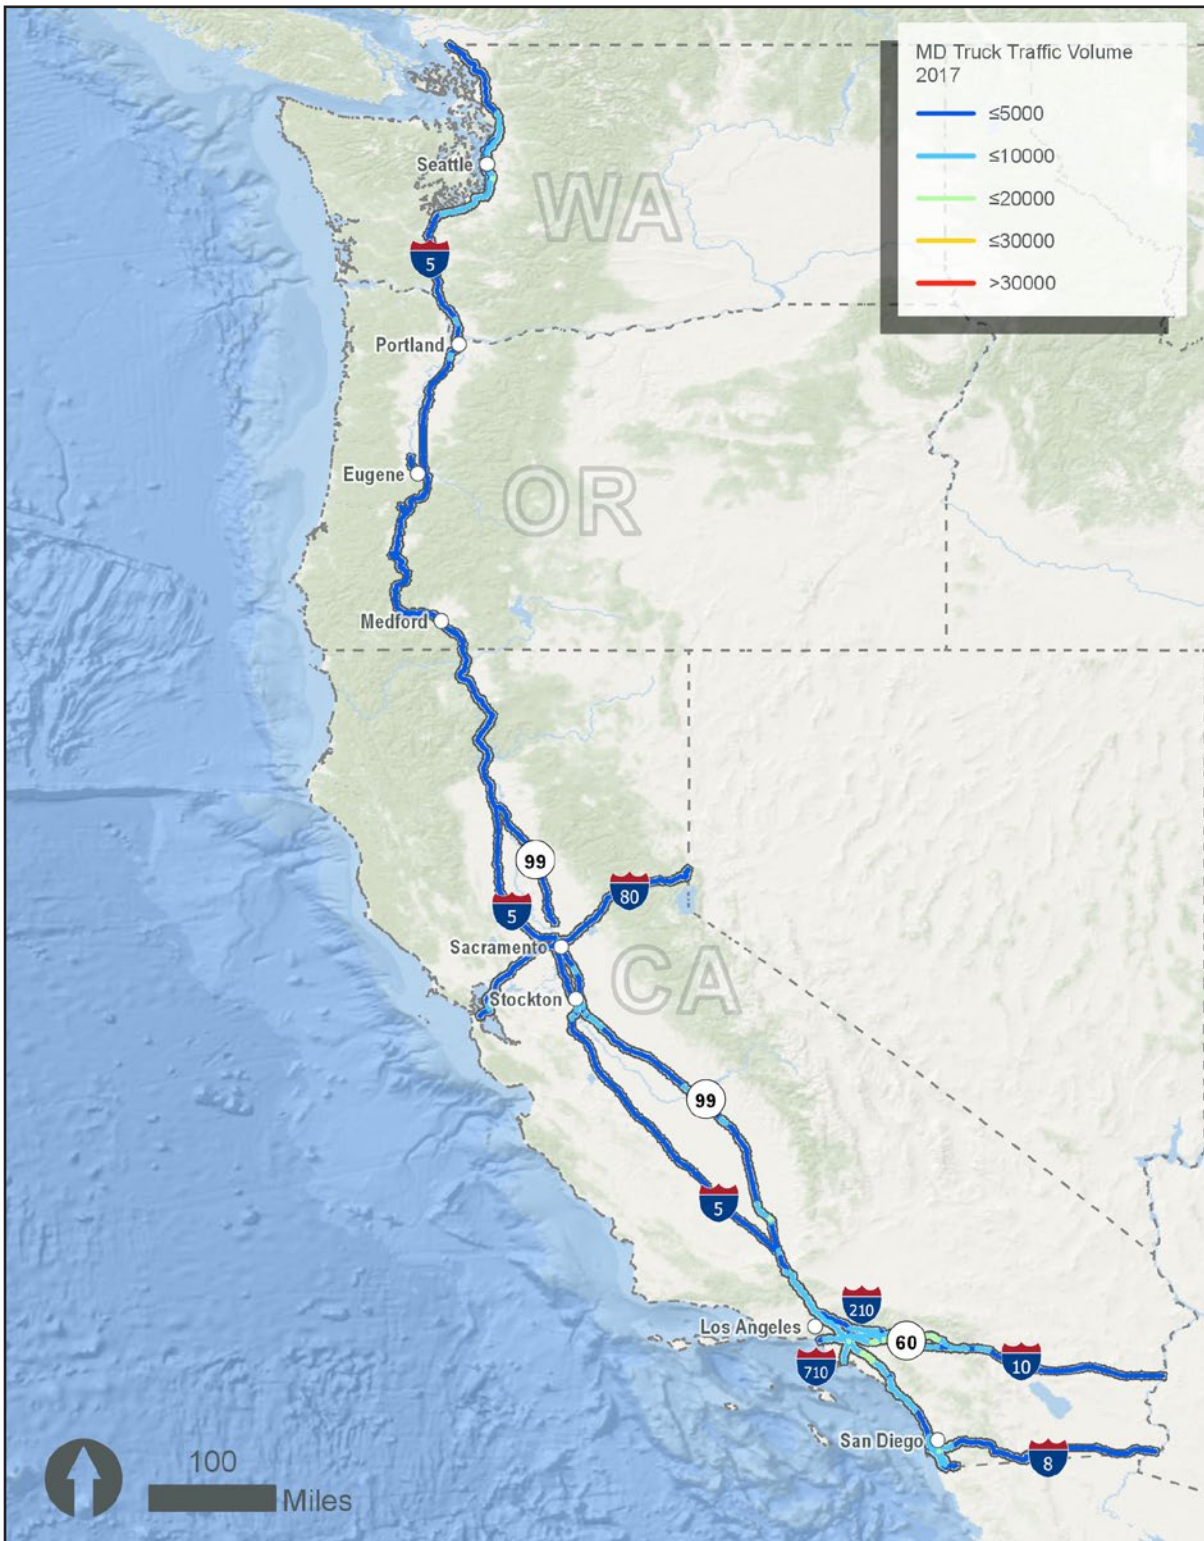 MD Truck Traffic Volume
2017
≤5000
≤10000
≤20000
≤30000
>30000
Seattle
WA
5
Portland
Eugene
OR
Medford
99
80
5
Sacramento
CA
Stockton
99
5
210
Los Angeles
60
710
10
San Diego
8
100
Miles